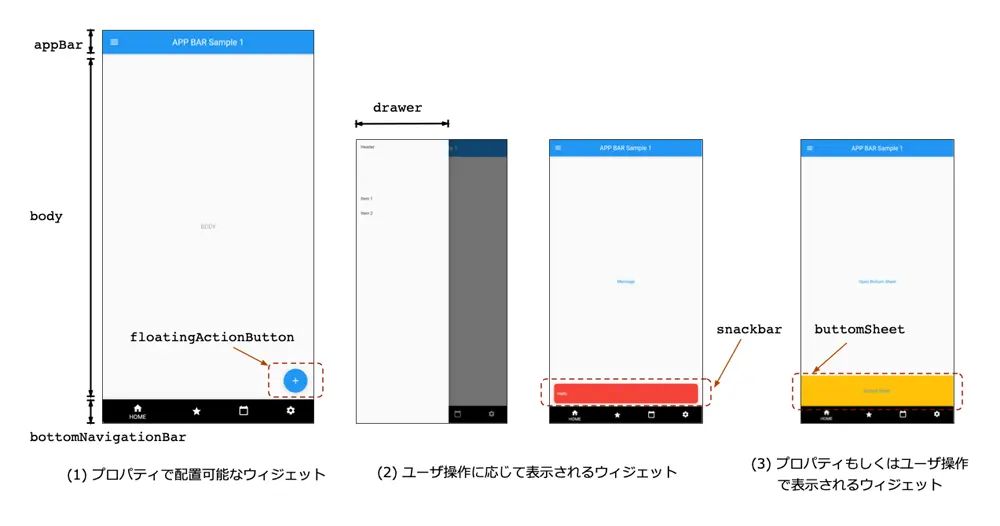 appBar
APP BAR Sample 1
body
BODY
floatingActionButton
+
HOME
bottomNavigationBar
(1) プロパティで配置可能なウィジェット
drawer
Header
Item 1
Item 2
le 1
APP BAR Sample 1
Message
snackbar
Hello
HOME
(2) ユーザ操作に応じて表示されるウィジェット
APP BAR Sample 1
Open Bottom Sheet
buttomSheet
HOME
(3) プロパティもしくはユーザ操作
で表示されるウィジェット